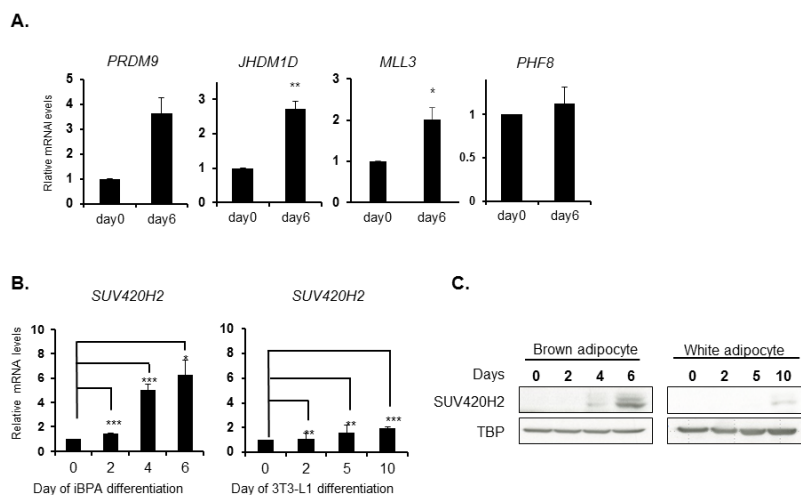 A.
PRDM9
JHDM1D
MLL3
PHF8
Rlative mRNAl levels
5
4
3
2
1
0
day0 day6
3
2
1
0
**
day0 day6
3
2
1
0
*
day0 day6
1
0.5
0
day0 day6
B.
SUV420H2
SUV420H2
Relative mRNA levels
10
8
6
4
2
0
***
***
*
0 2 4 6
Day of iBPA differentiation
10
8
6
4
2
0
**
**
***
0 2 5 10
Day of 3T3-L1 differentiation
C.
Brown adipocyte White adipocyte
Days 0 2 4 6 0 2 5 10
SUV420H2
TBP